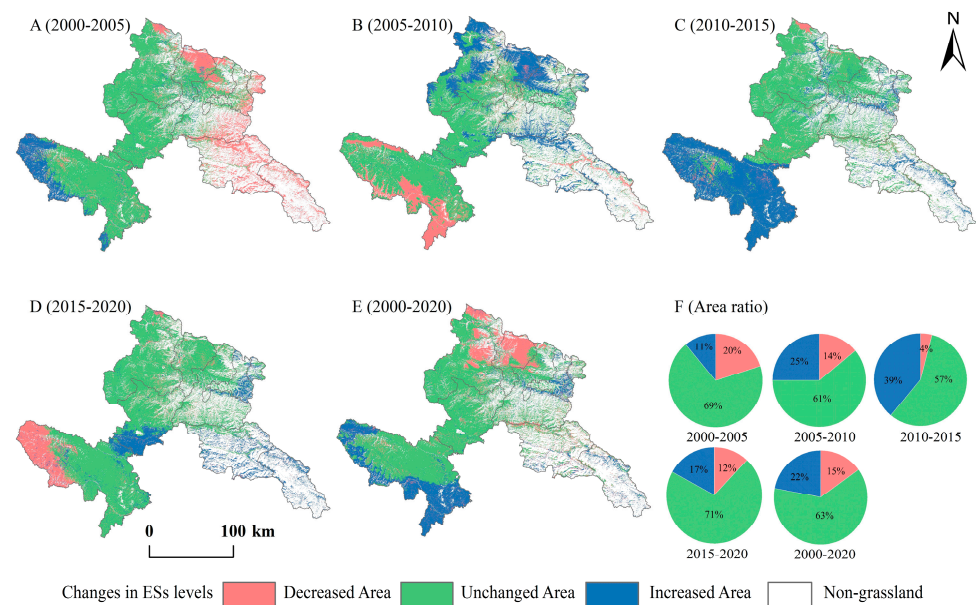 A (2000-2005)
B (2005-2010)
C (2010-2015)
N
D (2015-2020)
E (2000-2020)
F (Area ratio)
11%
20%
69%
2000-2005
25%
14%
61%
2005-2010
4%
39%
57%
2010-2015
17%
12%
71%
2015-2020
22%
15%
63%
2000-2020
0
100 km
Changes in ESs levels
Decreased Area
Unchanged Area
Increased Area
Non-grassland